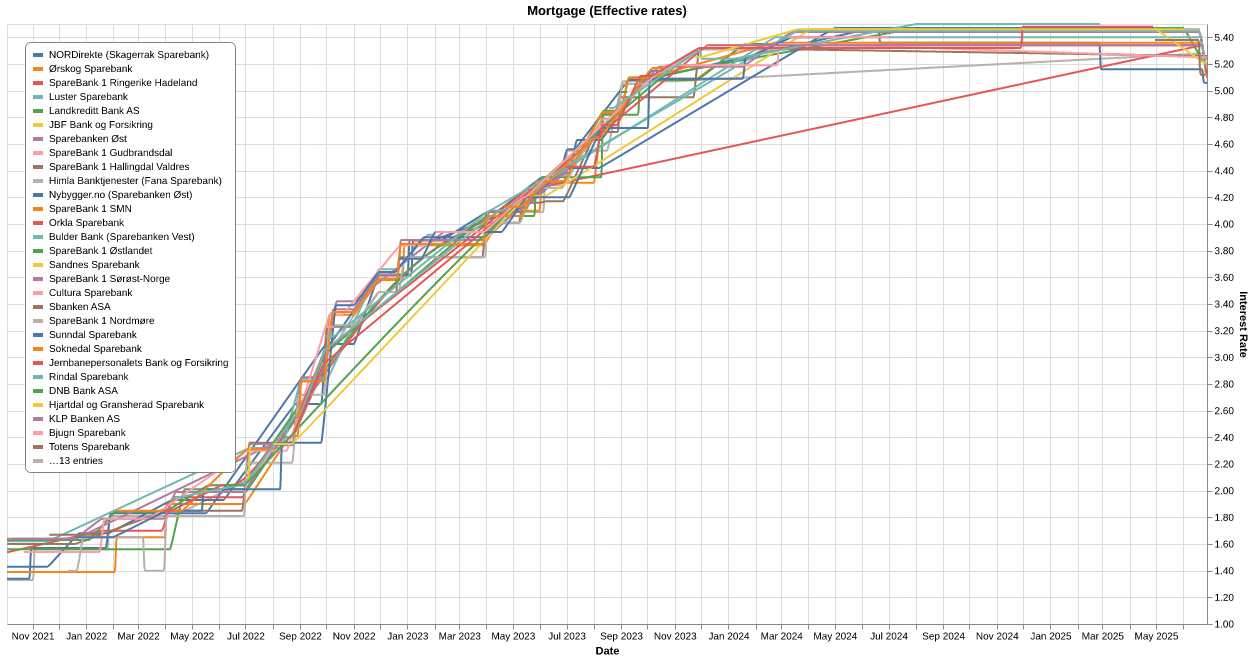 Mortgage (Effective rates)
NORDirekte (Skagerrak Sparebank)
Ørskog Sparebank
SpareBank 1 Ringerike Hadeland
Luster Sparebank
Landkreditt Bank AS
JBF Bank og Forsikring
Sparebanken Øst
SpareBank 1 Gudbrandsdal
SpareBank 1 Hallingdal Valdres
Himla Banktjenester (Fana Sparebank)
Nybygger.no (Sparebanken Øst)
SpareBank 1 SMN
Orkla Sparebank
Bulder Bank (Sparebanken Vest)
SpareBank 1 Østlandet
Sandnes Sparebank
SpareBank 1 Sørøst-Norge
Cultura Sparebank
Sbanken ASA
SpareBank 1 Nordmøre
Sunndal Sparebank
Soknedal Sparebank
Jernbanepersonalets Bank og Forsikring
Rindal Sparebank
DNB Bank ASA
Hjartdal og Gransherad Sparebank
KLP Banken AS
Bjugn Sparebank
Totens Sparebank
...13 entries
5.40
5.20
5.00
4.80
4.60
4.40
4.20
4.00
3.80
3.60
3.40
3.20
3.00
2.80
2.60
2.40
2.20
2.00
1.80
1.60
1.40
1.20
1.00
Interest Rate
Nov 2021 Jan 2022 Mar 2022 May 2022 Jul 2022 Sep 2022 Nov 2022 Jan 2023 Mar 2023 May 2023 Jul 2023 Sep 2023 Nov 2023 Jan 2024 Mar 2024 May 2024 Jul 2024 Sep 2024 Nov 2024 Jan 2025 Mar 2025 May 2025
Date